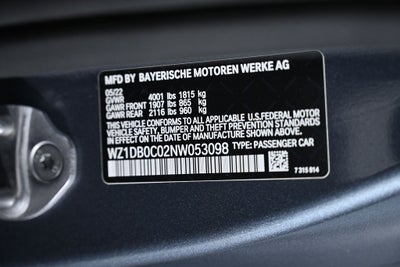 MFD BY BAYERISCHE MOTOREN WERKE AG
05/22
GVWR 4001 lbs 1815 kg
GAWR FRONT 1907 lbs 865 kg
GAWR REAR 2116 lbs 960 kg
THIS VEHICLE CONFORMS TO ALL APPLICABLE U.S.FEDERAL MOTOR
VEHICLE SAFETY, BUMPER, AND THEFT PREVENTION STANDARDS
IN EFFECT ON THE DATE OF MANUFACTURE SHOWN ABOVE.
WZ1DB0C02NW053098 TYPE: PASSENGER CAR
7 315 814